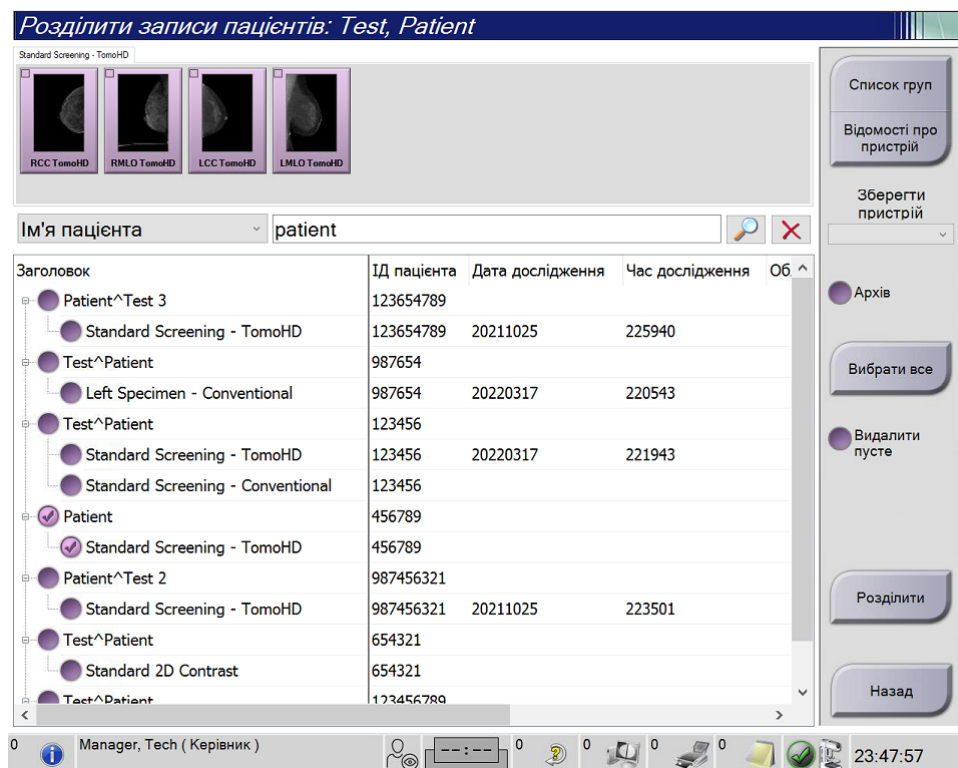 Розділити записи пацієнтів: Test, Patient
Standard Screening - TomoHD
RCC TomoHD RMLO TomoHD LCC TomoHD LMLO TomoHD
Список груп
Відомості про
пристрій
Зберегти
пристрій
Ім'я пацієнта patient
Заголовок ІД пацієнта Дата дослідження Час дослідження Об
Patient^Test 3 123654789
Standard Screening - TomoHD 123654789 20211025 225940
Test^Patient 987654
Left Specimen - Conventional 987654 20220317 220543
Test^Patient 123456
Standard Screening - TomoHD 123456 20220317 221943
Standard Screening - Conventional 123456
Patient 456789
Standard Screening - TomoHD 456789
Patient^Test 2 987456321
Standard Screening - TomoHD 987456321 20211025 223501
Test^Patient 654321
Standard 2D Contrast 654321
Test^Patient 123456789
Архів
Вибрати все
Видалити
пусте
Розділити
Назад
0 Manager, Tech ( Керівник ) --:-- 0 0 0 0 23:47:57